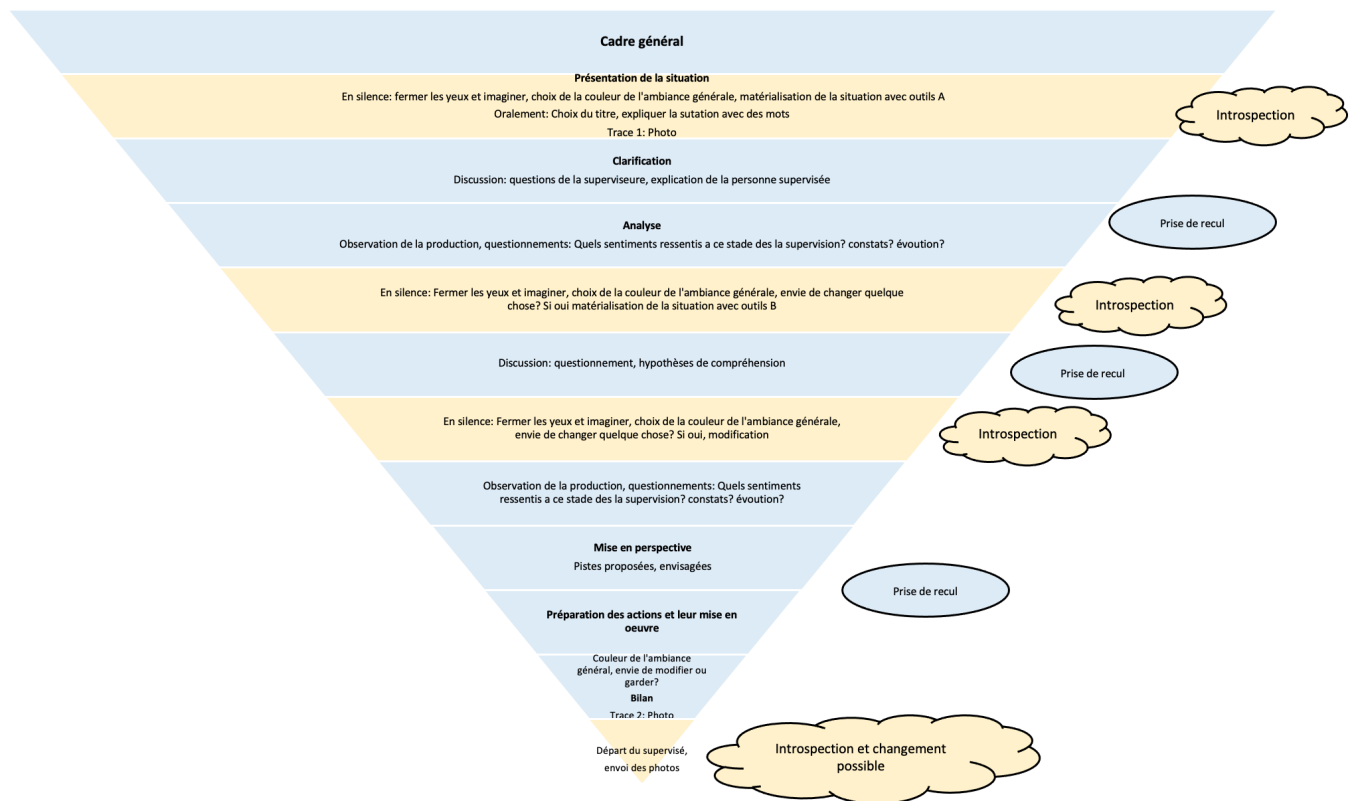 Cadre général
Présentation de la situation
En silence: fermer les yeux et imaginer, choix de la couleur de l'ambiance générale, matérialisation de la situation avec outils A
Oralement: Choix du titre, expliquer la sutation avec des mots
Trace 1: Photo
Introspection
Clarification
Discussion: questions de la superviseure, explication de la personne supervisée
Analyse
Observation de la production, questionnements: Quels sentiments ressentis a ce stade des la supervision? constats? évoution?
Prise de recul
En silence: Fermer les yeux et imaginer, choix de la couleur de l'ambiance générale, envie de changer quelque
chose? Si oui matérialisation de la situation avec outils B
Introspection
Discussion: questionnement, hypothèses de compréhension
Prise de recul
En silence: Fermer les yeux et imaginer, choix de la couleur de l'ambiance générale,
envie de changer quelque chose? Si oui, modification
Introspection
Observation de la production, questionnements: Quels sentiments
ressentis a ce stade des la supervision? constats? évoution?
Mise en perspective
Pistes proposées, envisagées
Prise de recul
Préparation des actions et leur mise en
oeuvre
Couleur de l'ambiance
général, envie de modifier ou
garder?
Bilan
Trace 2: Photo
Départ du supervisé,
envoi des photos
Introspection et changement
possible